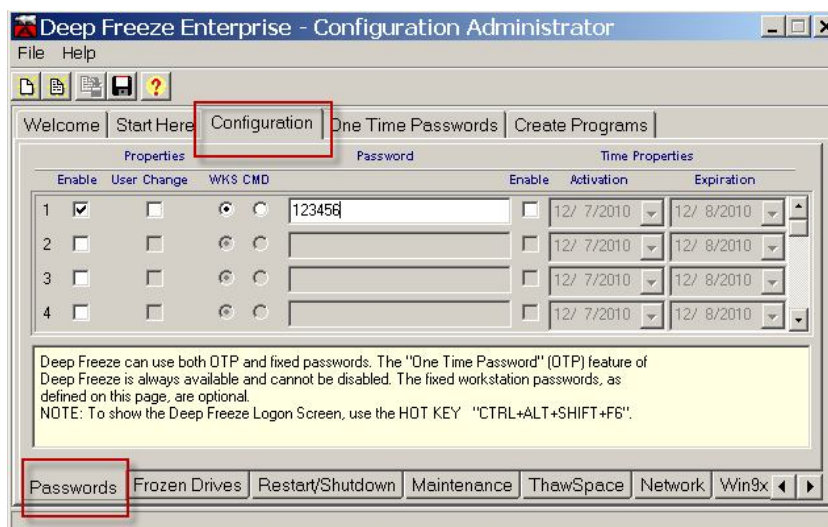 Deep Freeze Enterprise - Configuration Administrator
File Help
Welcome Start Here Configuration One Time Passwords Create Programs
Properties Password Time Properties
Enable User Change WKS CMD Enable Activation Expiration
1 123456 12/ 7/2010 12/ 8/2010
2 12/ 7/2010 12/ 8/2010
3 12/ 7/2010 12/ 8/2010
4 12/ 7/2010 12/ 8/2010
Deep Freeze can use both OTP and fixed passwords. The "One Time Password" (OTP) feature of
Deep Freeze is always available and cannot be disabled. The fixed workstation passwords, as
defined on this page, are optional.
NOTE: To show the Deep Freeze Logon Screen, use the HOT KEY "CTRL+ALT+SHIFT+F6".
Passwords Frozen Drives Restart/Shutdown Maintenance ThawSpace Network Win9x